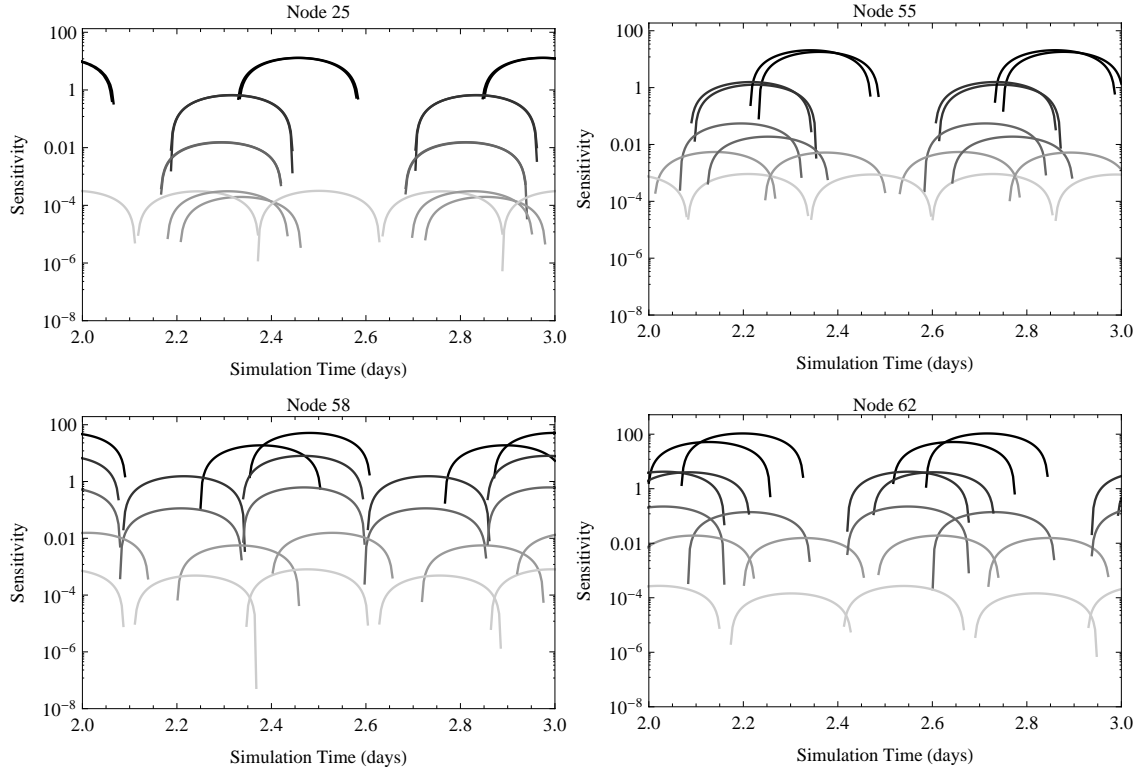 Node 25
100
1
0.01
10⁻⁴
10⁻⁶
10⁻⁸
Sensitivity
2.0 2.2 2.4 2.6 2.8 3.0
Simulation Time (days)
Node 55
100
1
0.01
10⁻⁴
10⁻⁶
10⁻⁸
Sensitivity
2.0 2.2 2.4 2.6 2.8 3.0
Simulation Time (days)
Node 58
100
1
0.01
10⁻⁴
10⁻⁶
10⁻⁸
Sensitivity
2.0 2.2 2.4 2.6 2.8 3.0
Simulation Time (days)
Node 62
100
1
0.01
10⁻⁴
10⁻⁶
10⁻⁸
Sensitivity
2.0 2.2 2.4 2.6 2.8 3.0
Simulation Time (days)